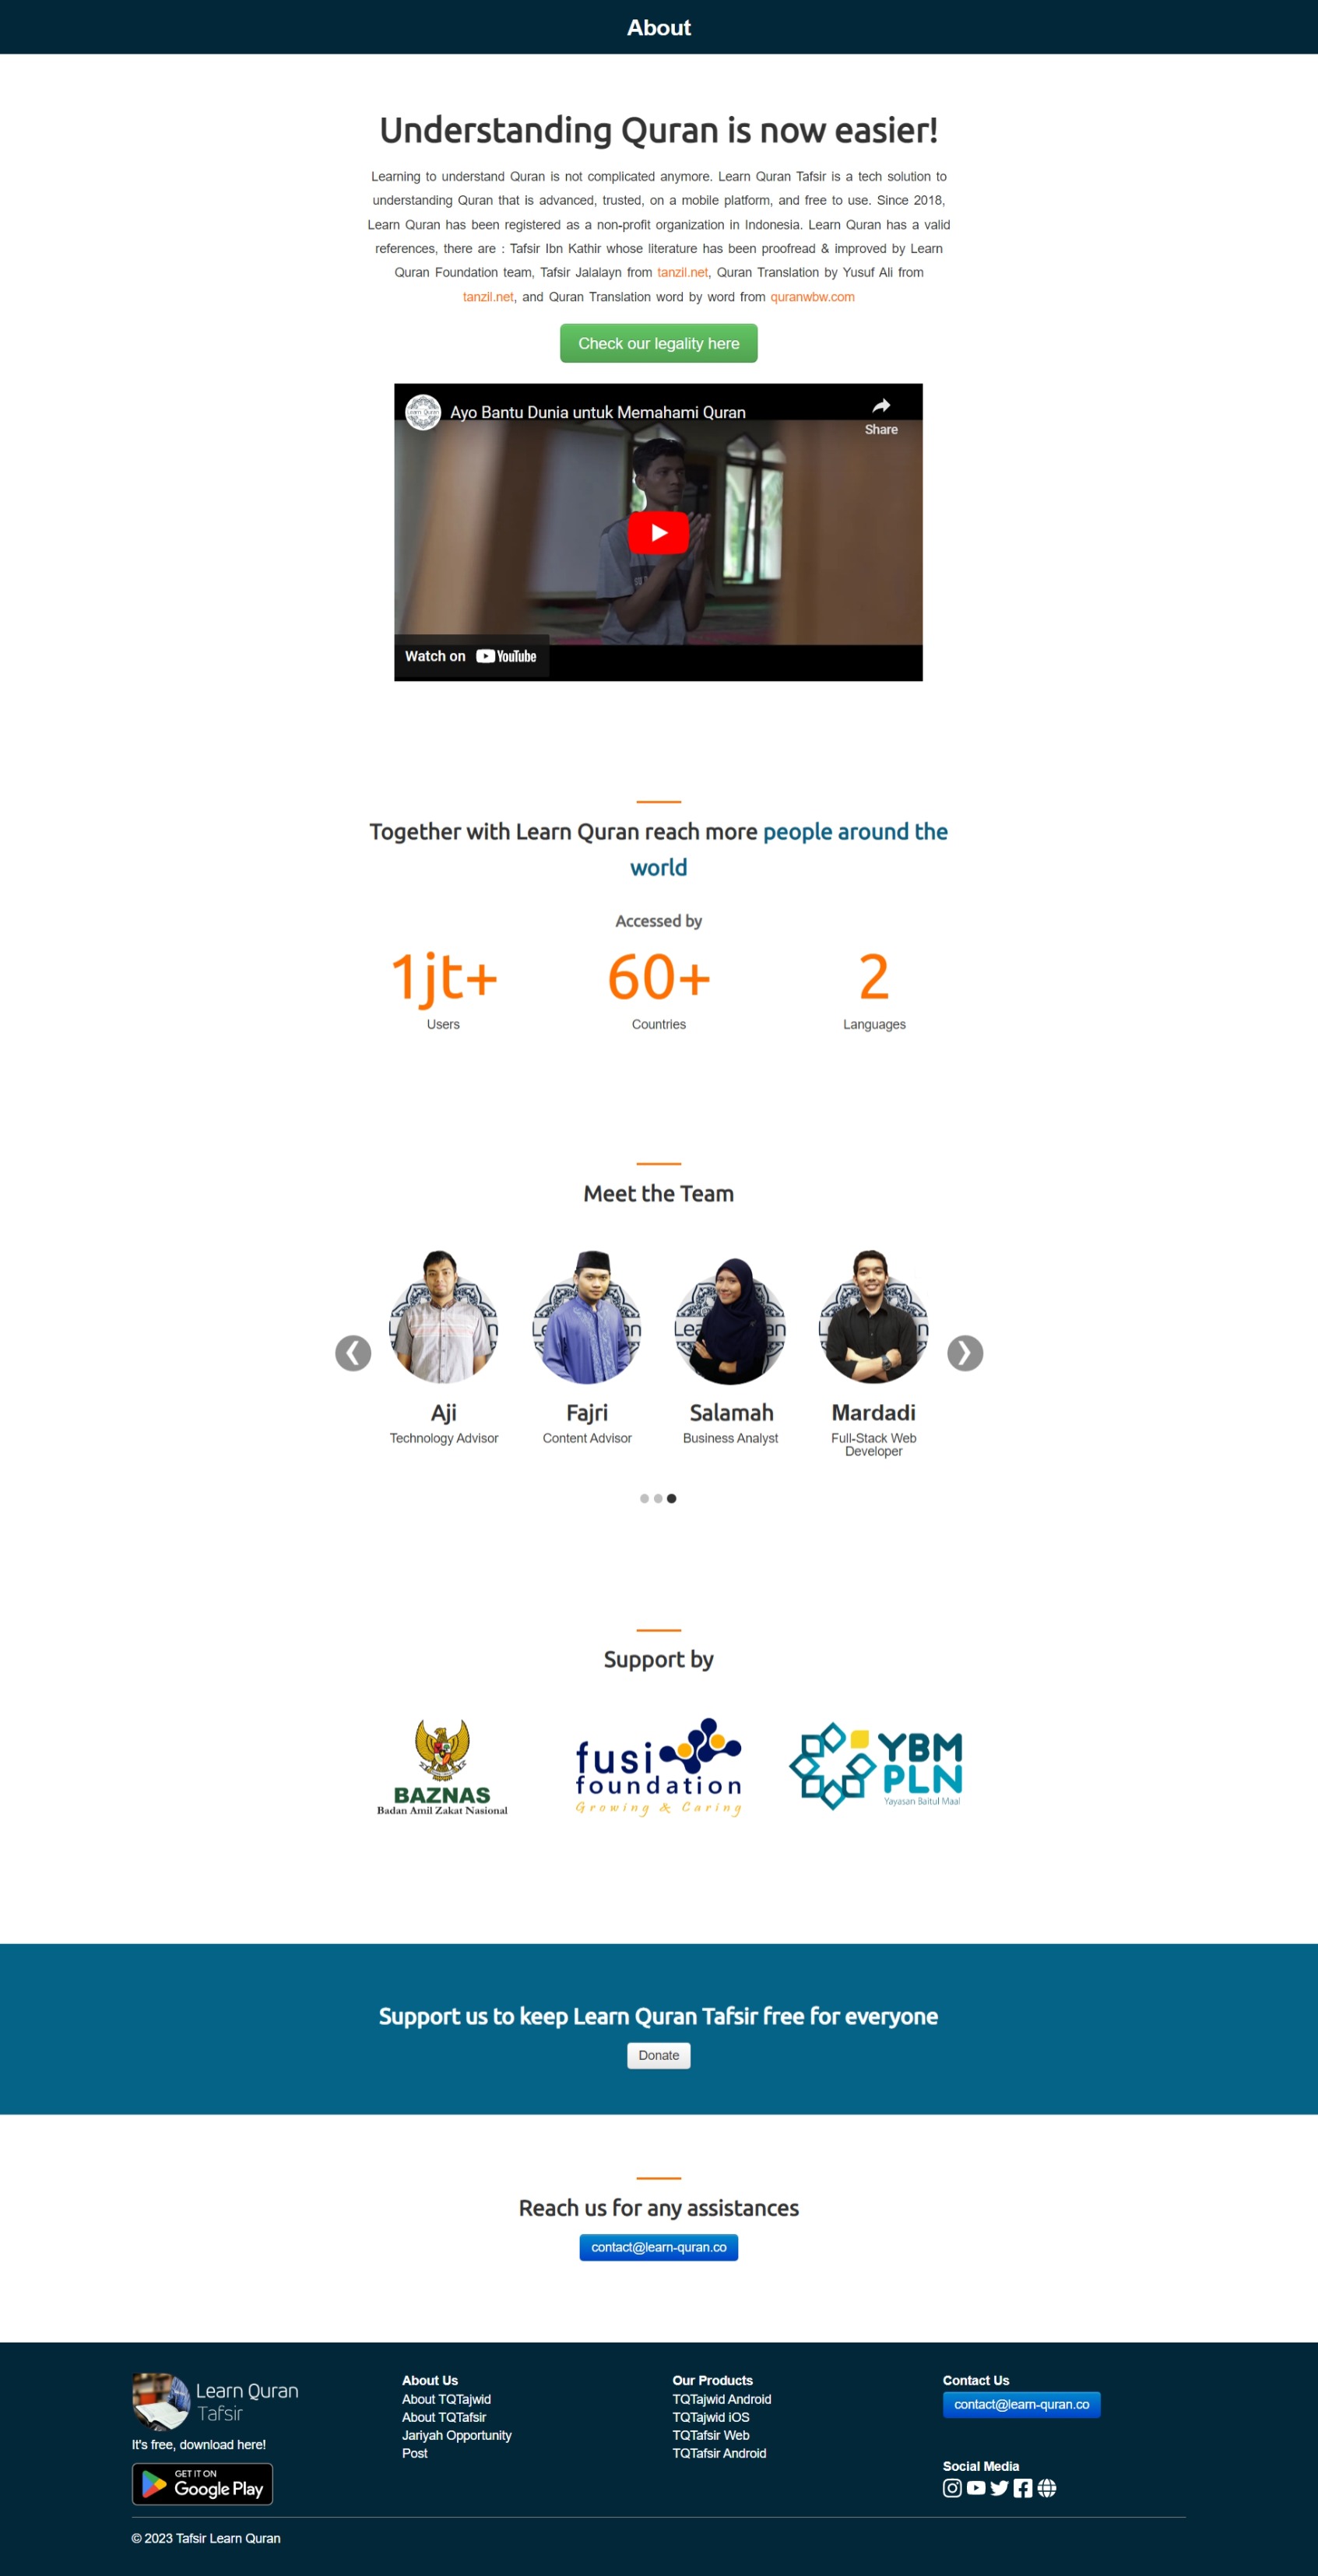 About
Understanding Quran is now easier!
Learning to understand Quran is not complicated anymore. Learn Quran Tafsir is a tech solution to
understanding Quran that is advanced, trusted, on a mobile platform, and free to use. Since 2018,
Learn Quran has been registered as a non-profit organization in Indonesia. Learn Quran has a valid
references, there are : Tafsir Ibn Kathir whose literature has been proofread & improved by Learn
Quran Foundation team, Tafsir Jalalayn from tanzil.net, Quran Translation by Yusuf Ali from
tanzil.net, and Quran Translation word by word from quranwbw.com
Check our legality here
Learn Quran
Ayo Bantu Dunia untuk Memahami Quran
Share
Watch on YouTube
Together with Learn Quran reach more people around the
world
Accessed by
1jt+ 60+ 2
Users Countries Languages
Meet the Team
Aji Fajri Salamah Mardadi
Technology Advisor Content Advisor Business Analyst Full-Stack Web
Developer
Support by
BAZNAS
Badan Amil Zakat Nasional
fusi
foundation
Growing & Caring
YBM
PLN
Yayasan Baitul Maal
Support us to keep Learn Quran Tafsir free for everyone
Donate
Reach us for any assistances
contact@learn-quran.co
Learn Quran
Tafsir
It's free, download here!
GET IT ON
Google Play
About Us
About TQTajwid
About TQTafsir
Jariyah Opportunity
Post
Our Products
TQTajwid Android
TQTajwid iOS
TQTafsir Web
TQTafsir Android
Contact Us
contact@learn-quran.co
Social Media
© 2023 Tafsir Learn Quran